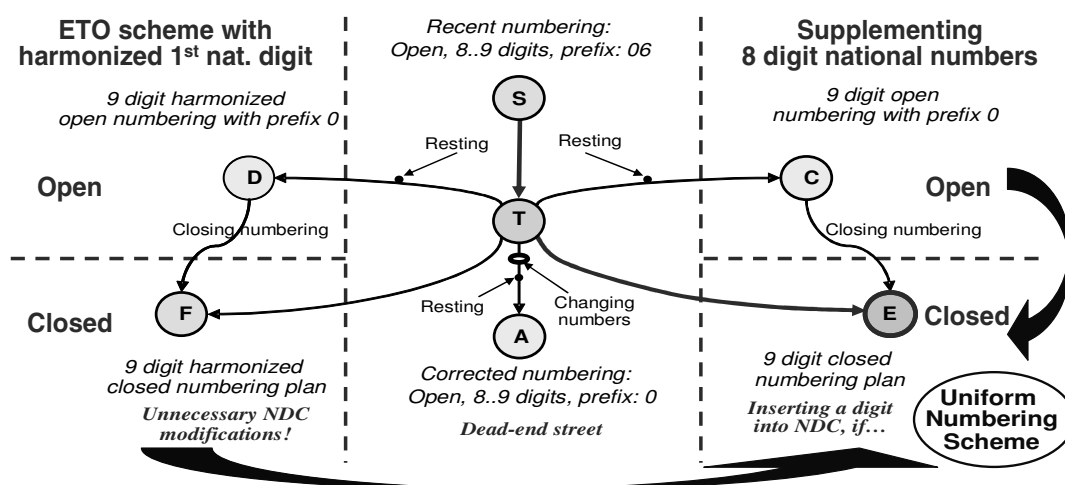 ETO scheme with
harmonized 1st nat. digit
9 digit harmonized
open numbering with prefix 0
Open
D
Closing numbering
F
Closed
9 digit harmonized
closed numbering plan
Unnecessary NDC
modifications!
Recent numbering:
Open, 8..9 digits, prefix: 06
S
Resting
Resting
T
Resting
Changing
numbers
A
Corrected numbering:
Open, 8..9 digits, prefix: 0
Dead-end street
Supplementing
8 digit national numbers
9 digit open
numbering with prefix 0
C
Open
Closing numbering
E
Closed
9 digit closed
numbering plan
Inserting a digit
into NDC, if…
Uniform
Numbering
Scheme